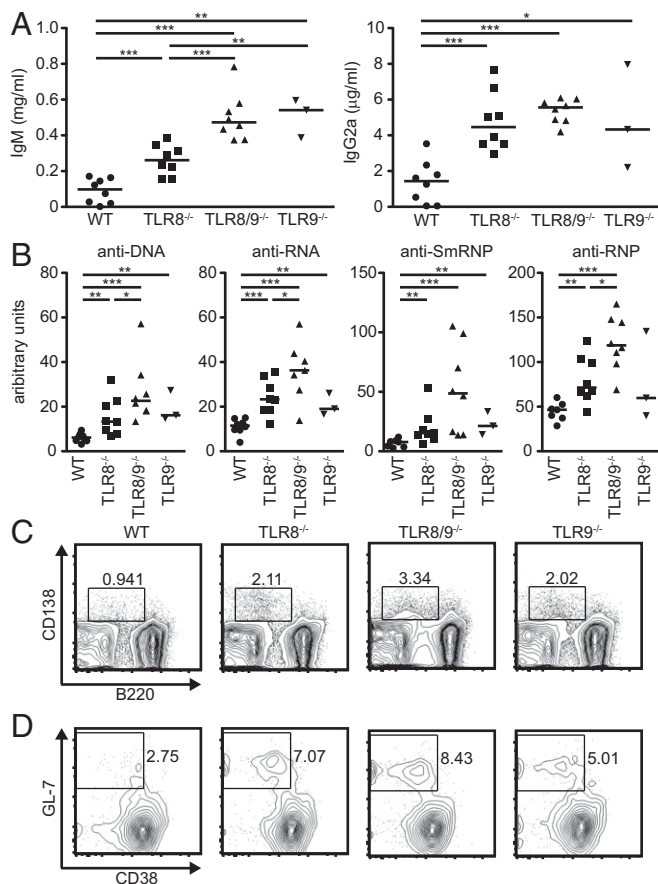 A
IgM (mg/ml)
0.8
0.6
0.4
0.2
0
**
***
**
*** ***
WT TLR8-/- TLR8/9-/- TLR9-/-
IgG2a (µg/ml)
10
8
6
4
2
0
*
***
***
WT TLR8-/- TLR8/9-/- TLR9-/-
B
aribitrary units
anti-DNA
80
60
40
20
0
**
***
** *
WT
TLR8-/-
TLR8/9-/-
TLR9-/-
anti-RNA
80
60
40
20
0
**
***
*** *
WT
TLR8-/-
TLR8/9-/-
TLR9-/-
anti-SmRNP
150
100
50
0
**
***
**
WT
TLR8-/-
TLR8/9-/-
TLR9-/-
anti-RNP
200
150
100
50
0
***
** *
WT
TLR8-/-
TLR8/9-/-
TLR9-/-
C
WT TLR8-/- TLR8/9-/- TLR9-/-
CD138
0.941 2.11 3.34 2.02
B220
D
GL-7
2.75 7.07 8.43 5.01
CD38